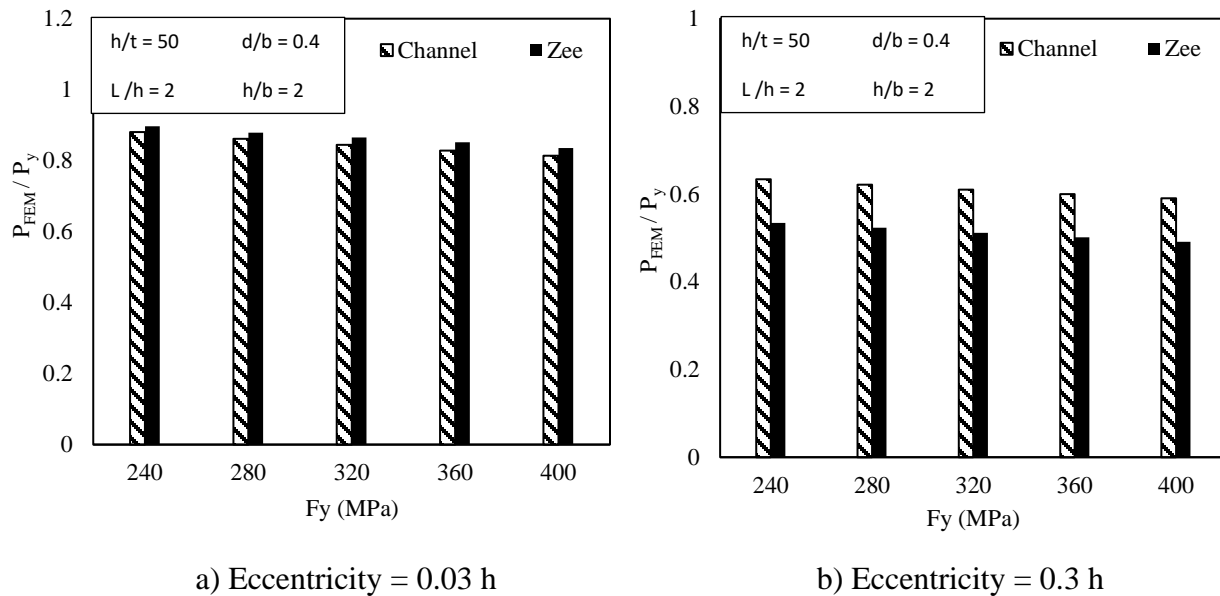 1.2
1
0.8
0.6
0.4
0.2
0
P_FEM / P_y
h/t = 50 d/b = 0.4
L /h = 2 h/b = 2
Channel Zee
240 280 320 360 400
Fy (MPa)
a) Eccentricity = 0.03 h
1
0.8
0.6
0.4
0.2
0
P_FEM / P_y
h/t = 50 d/b = 0.4
L /h = 2 h/b = 2
Channel Zee
240 280 320 360 400
Fy (MPa)
b) Eccentricity = 0.3 h